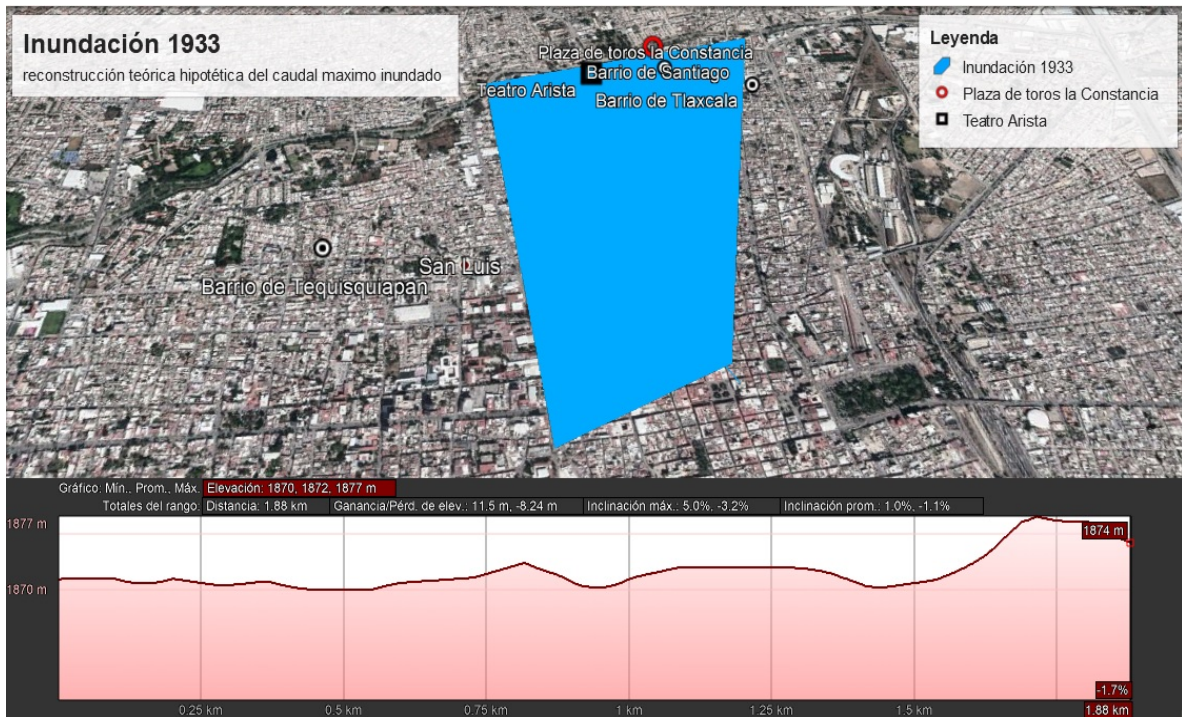 Inundación 1933
reconstrucción teórica hipotética del caudal maximo inundado
Leyenda
Inundación 1933
Plaza de toros la Constancia
Teatro Arista
Plaza de toros la Constancia
Barrio de Santiago
Teatro Arista
Barrio de Tlaxcala
San Luis
Barrio de Tequisquiapan
Gráfico: Mín., Prom., Máx. Elevación: 1870, 1872, 1877 m
Totales del rango: Distancia: 1.88 km Ganancia/Pérd. de elev.: 11.5 m, -8.24 m Inclinación máx.: 5.0%, -3.2% Inclinación prom.: 1.0%, -1.1%
1877 m
1874 m
1870 m
-1.7%
0.25 km 0.5 km 0.75 km 1 km 1.25 km 1.5 km 1.88 km